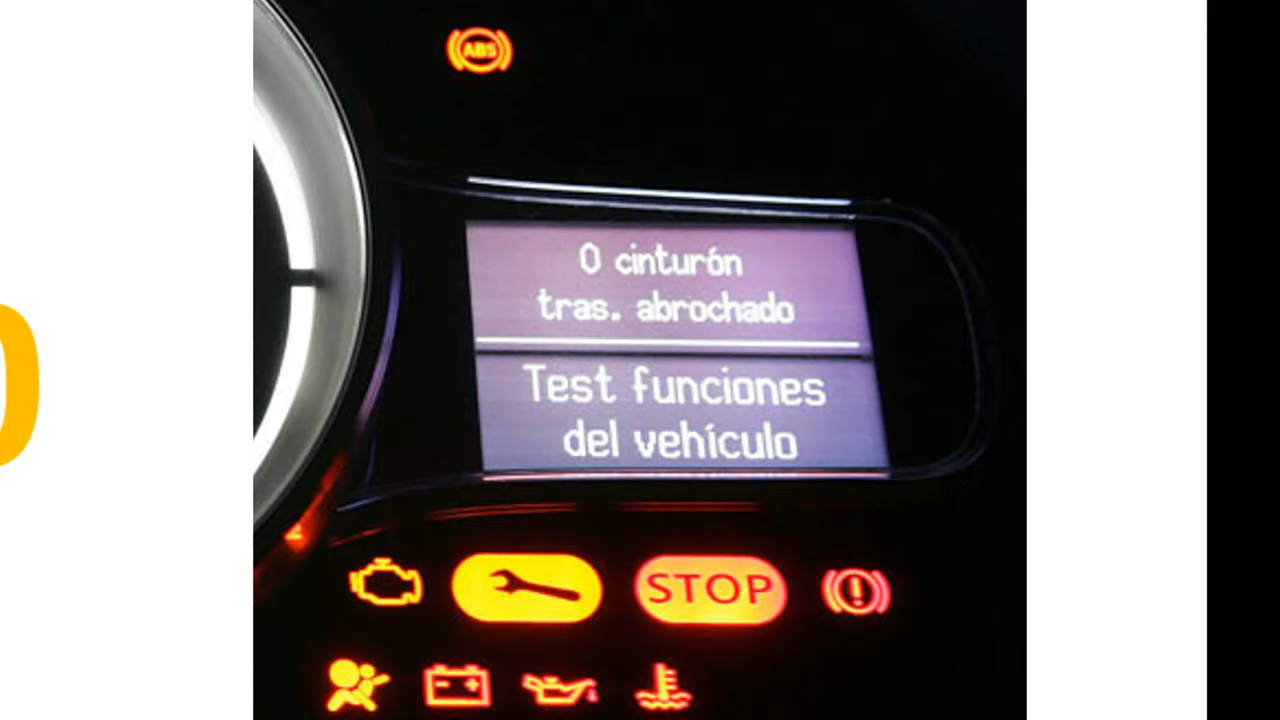 ABS
0 cinturón
tras. abrochado
Test funciones
del vehículo
STOP